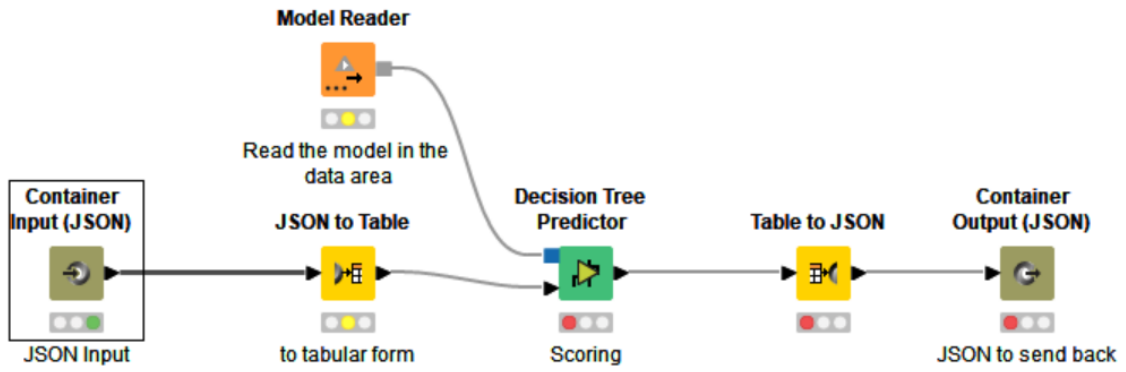 Model Reader
Read the model in the
data area
Container
Input (JSON)
JSON Input
JSON to Table
to tabular form
Decision Tree
Predictor
Scoring
Table to JSON
Container
Output (JSON)
JSON to send back